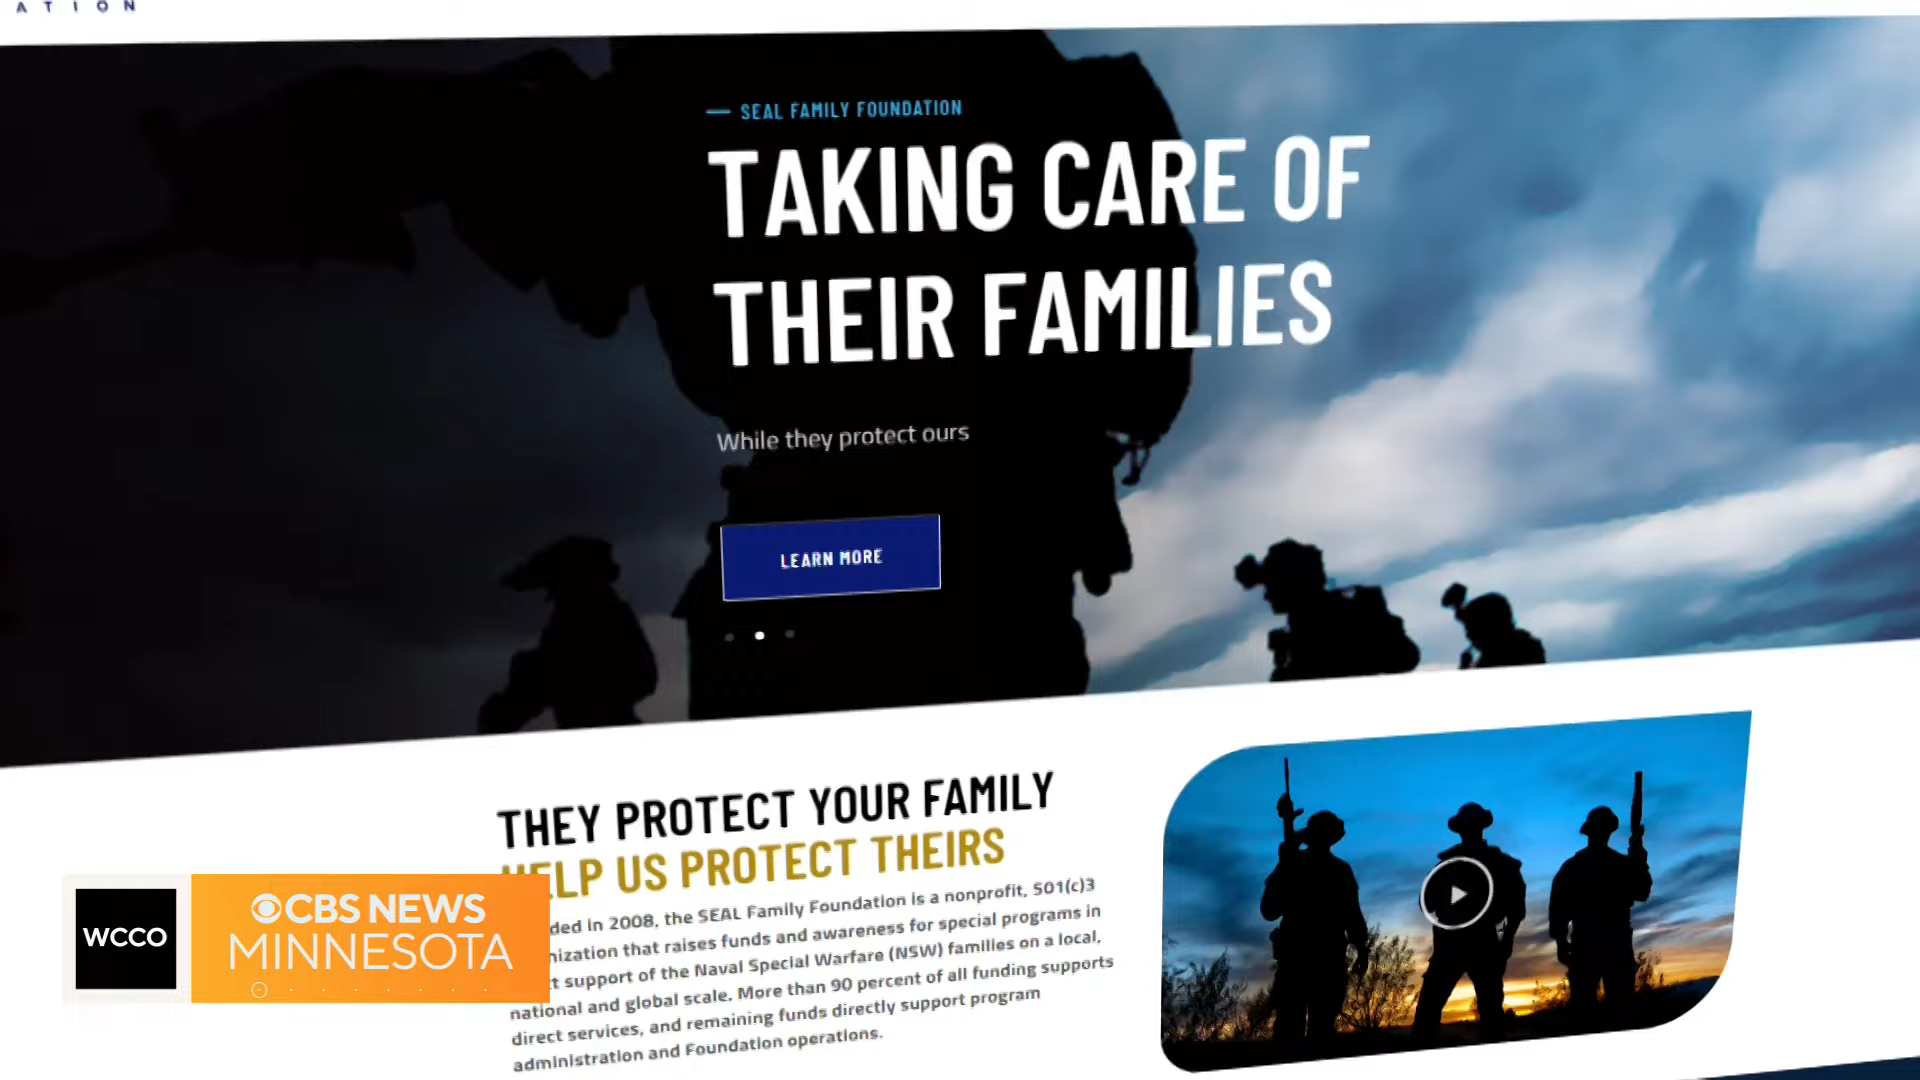 ATION
SEAL FAMILY FOUNDATION
TAKING CARE OF
THEIR FAMILIES
While they protect ours
LEARN MORE
THEY PROTECT YOUR FAMILY
HELP US PROTECT THEIRS
ded in 2008, the SEAL Family Foundation is a nonprofit, 501(c)3
nization that raises funds and awareness for special programs in
ct support of the Naval Special Warfare (NSW) families on a local,
national and global scale. More than 90 percent of all funding supports
direct services, and remaining funds directly support program
administration and Foundation operations.
WCCO
CBS NEWS
MINNESOTA